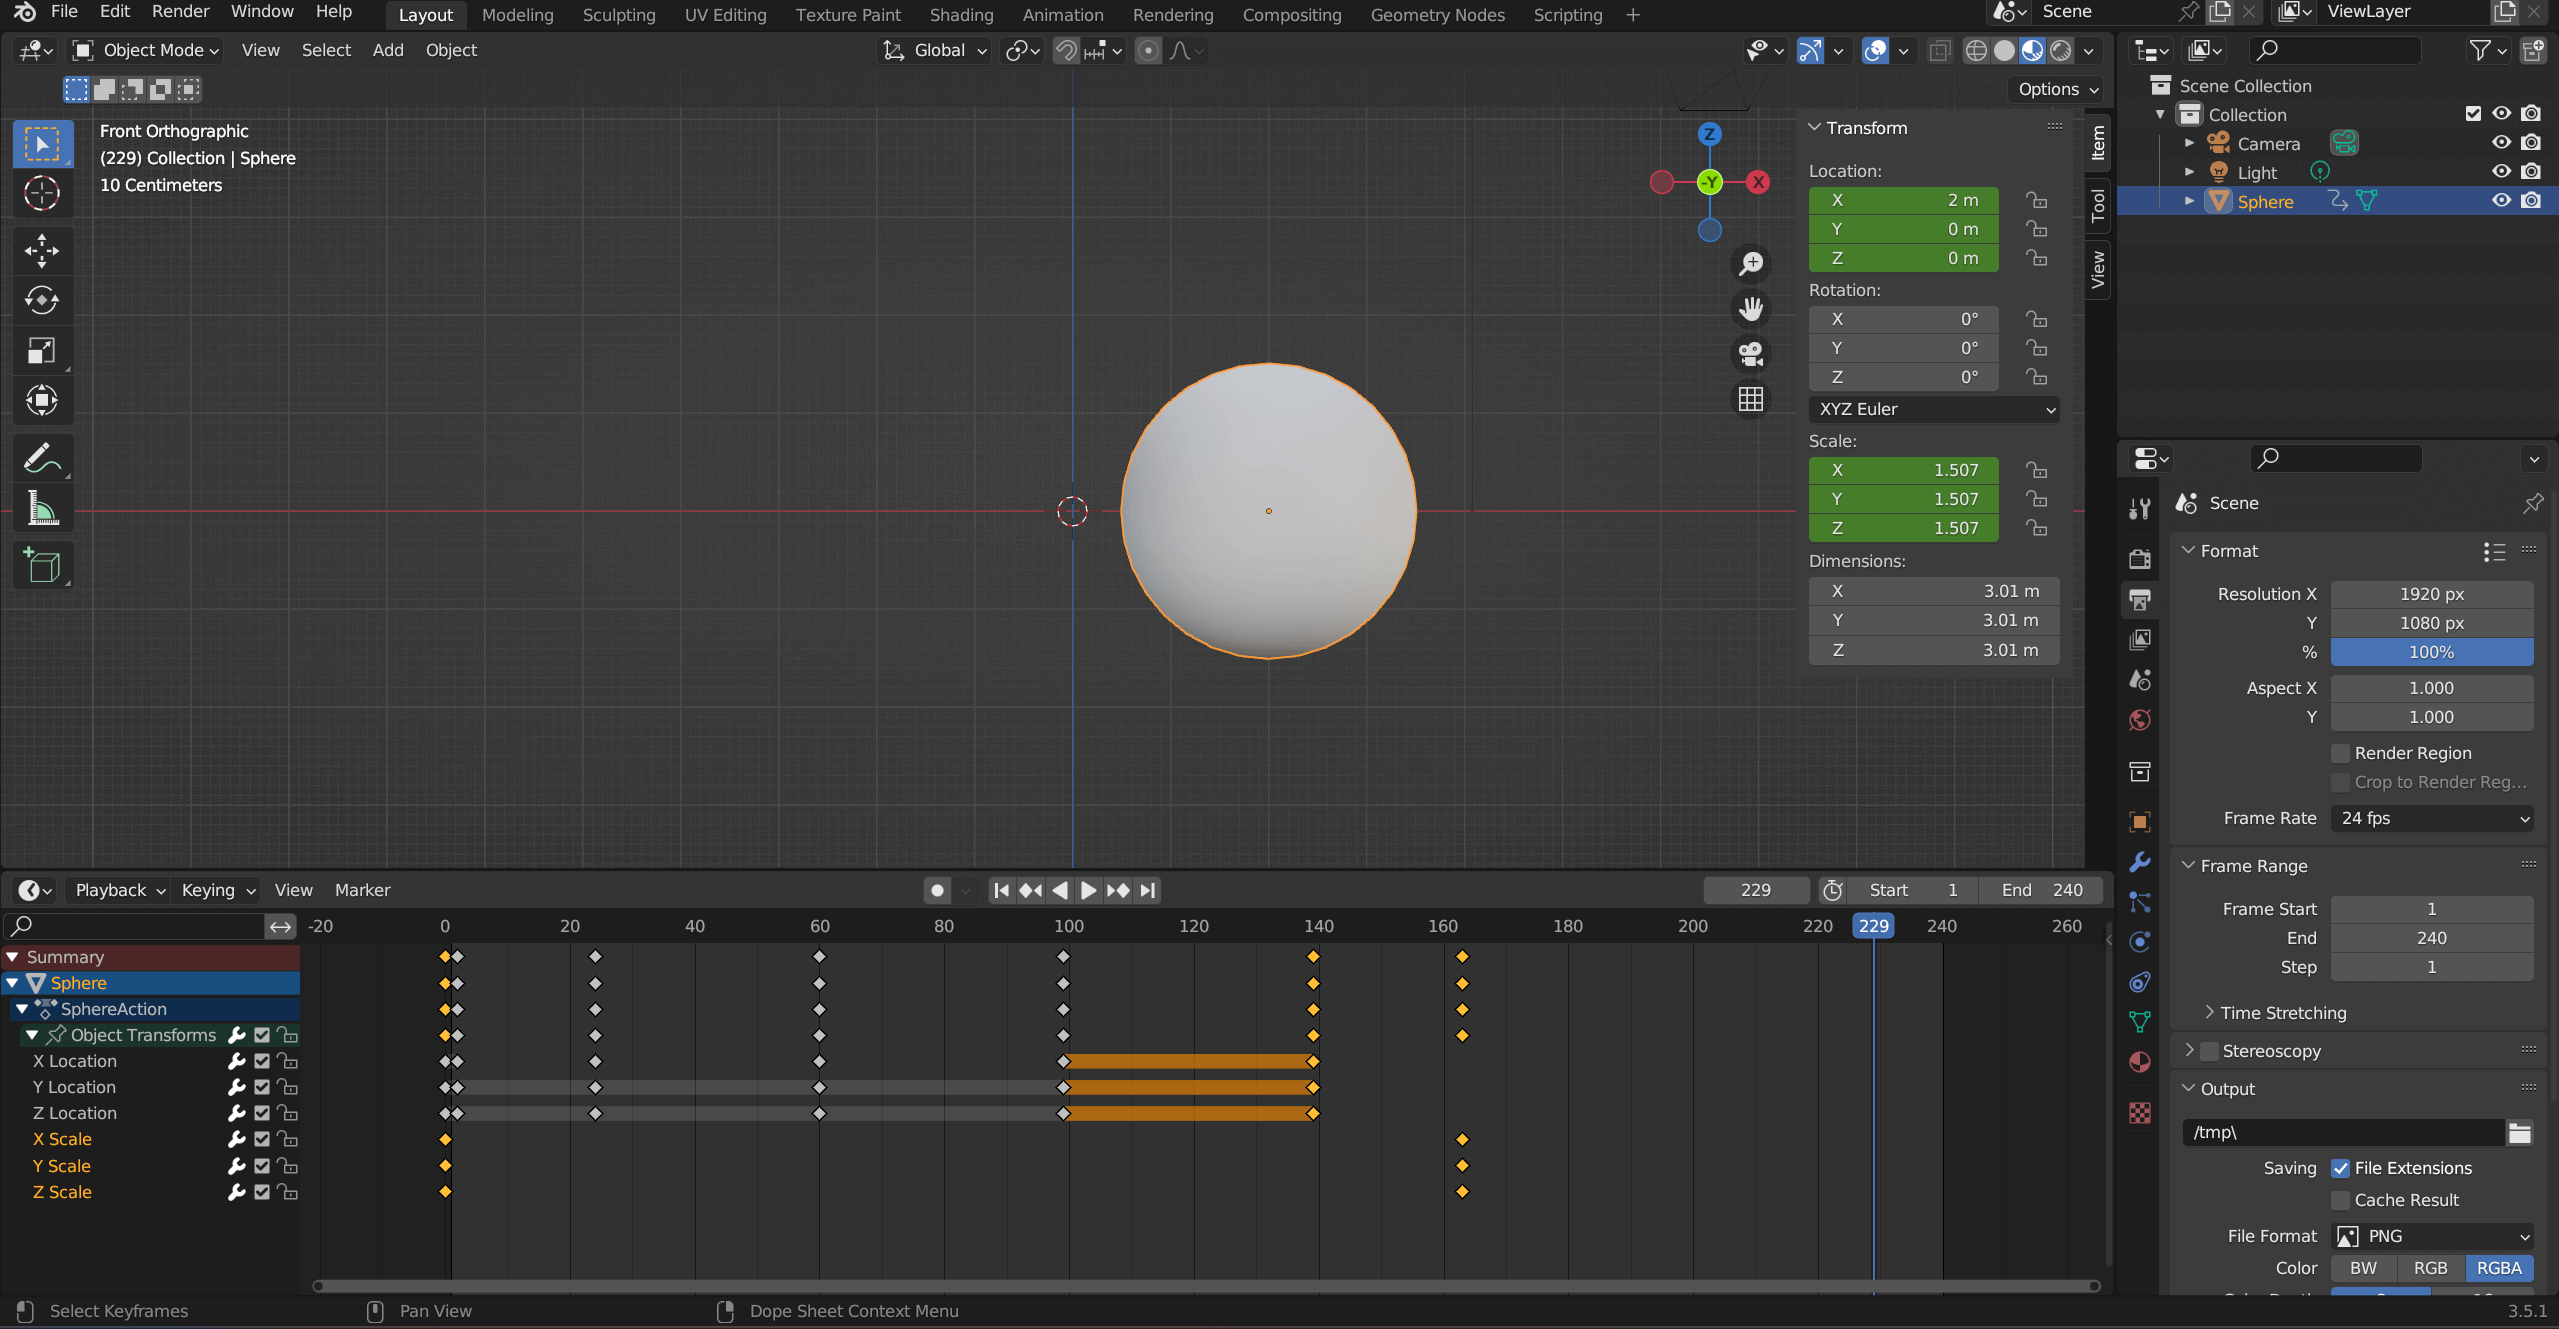 File Edit Render Window Help Layout Modeling Sculpting UV Editing Texture Paint Shading Animation Rendering Compositing Geometry Nodes Scripting + Scene ViewLayer
Object Mode View Select Add Object Global
Options
Front Orthographic
(229) Collection | Sphere
10 Centimeters
Z
-Y
X
Transform
Location:
X 2 m
Y 0 m
Z 0 m
Rotation:
X 0°
Y 0°
Z 0°
XYZ Euler
Scale:
X 1.507
Y 1.507
Z 1.507
Dimensions:
X 3.01 m
Y 3.01 m
Z 3.01 m
Item
Tool
View
Scene Collection
Collection
Camera
Light
Sphere
Scene
Format
Resolution X 1920 px
Y 1080 px
% 100%
Aspect X 1.000
Y 1.000
Render Region
Crop to Render Reg...
Frame Rate 24 fps
Frame Range
Frame Start 1
End 240
Step 1
Time Stretching
Stereoscopy
Output
/tmp\
Saving File Extensions
Cache Result
File Format PNG
Color BW RGB RGBA
Playback Keying View Marker 229 Start 1 End 240
-20 0 20 40 60 80 100 120 140 160 180 200 220 229 240 260
Summary
Sphere
SphereAction
Object Transforms
X Location
Y Location
Z Location
X Scale
Y Scale
Z Scale
Select Keyframes Pan View Dope Sheet Context Menu 3.5.1